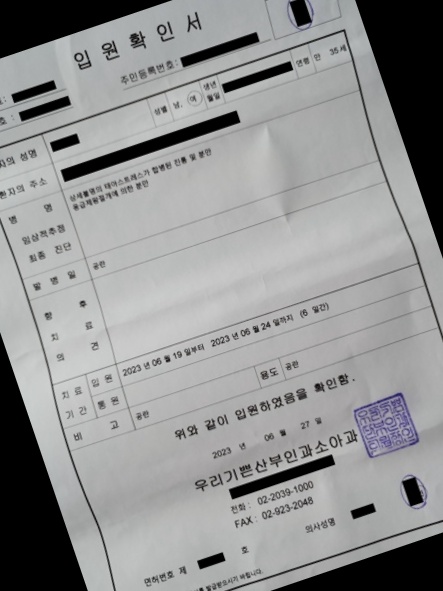 입원확인서
주민등록번호:
호 :
환자의 성명 성별 남, 여 생년월일 연령 만 35세
환자의 주소
병 명 상세불명의 태아스트레스가 합병된 진통 및 분만
응급제왕절개에 의한 분만
임상적추정
최종 진단
발 병 일 공란
향 후
치 료
의 견
치료 입 원 2023 년 06 월 19 일부터 2023 년 06 월 24 일까지 (6 일간)
기간 통 원 용도 공란
비 고 공란
위와 같이 입원하였음을 확인함.
2023 년 06 월 27 일
우리기쁜산부인과소아과
전화 : 02-2039-1000
FAX : 02-923-2048
면허번호 제 호 의사성명